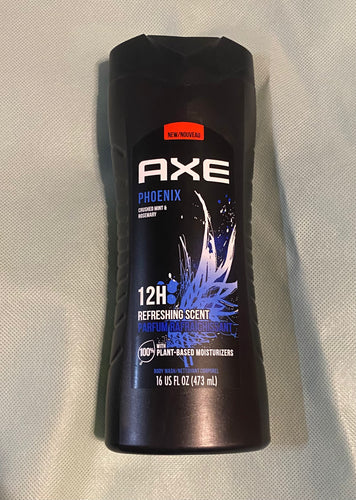 NEW/NOUVEAU
AXE
PHOENIX
CRUSHED MINT &
ROSEMARY
12H
REFRESHING SCENT
PARFUM RAFRAÎCHISSANT
100% WITH
PLANT-BASED MOISTURIZERS
BODY WASH/NETTOYANT CORPOREL
16 US FL OZ (473 mL)